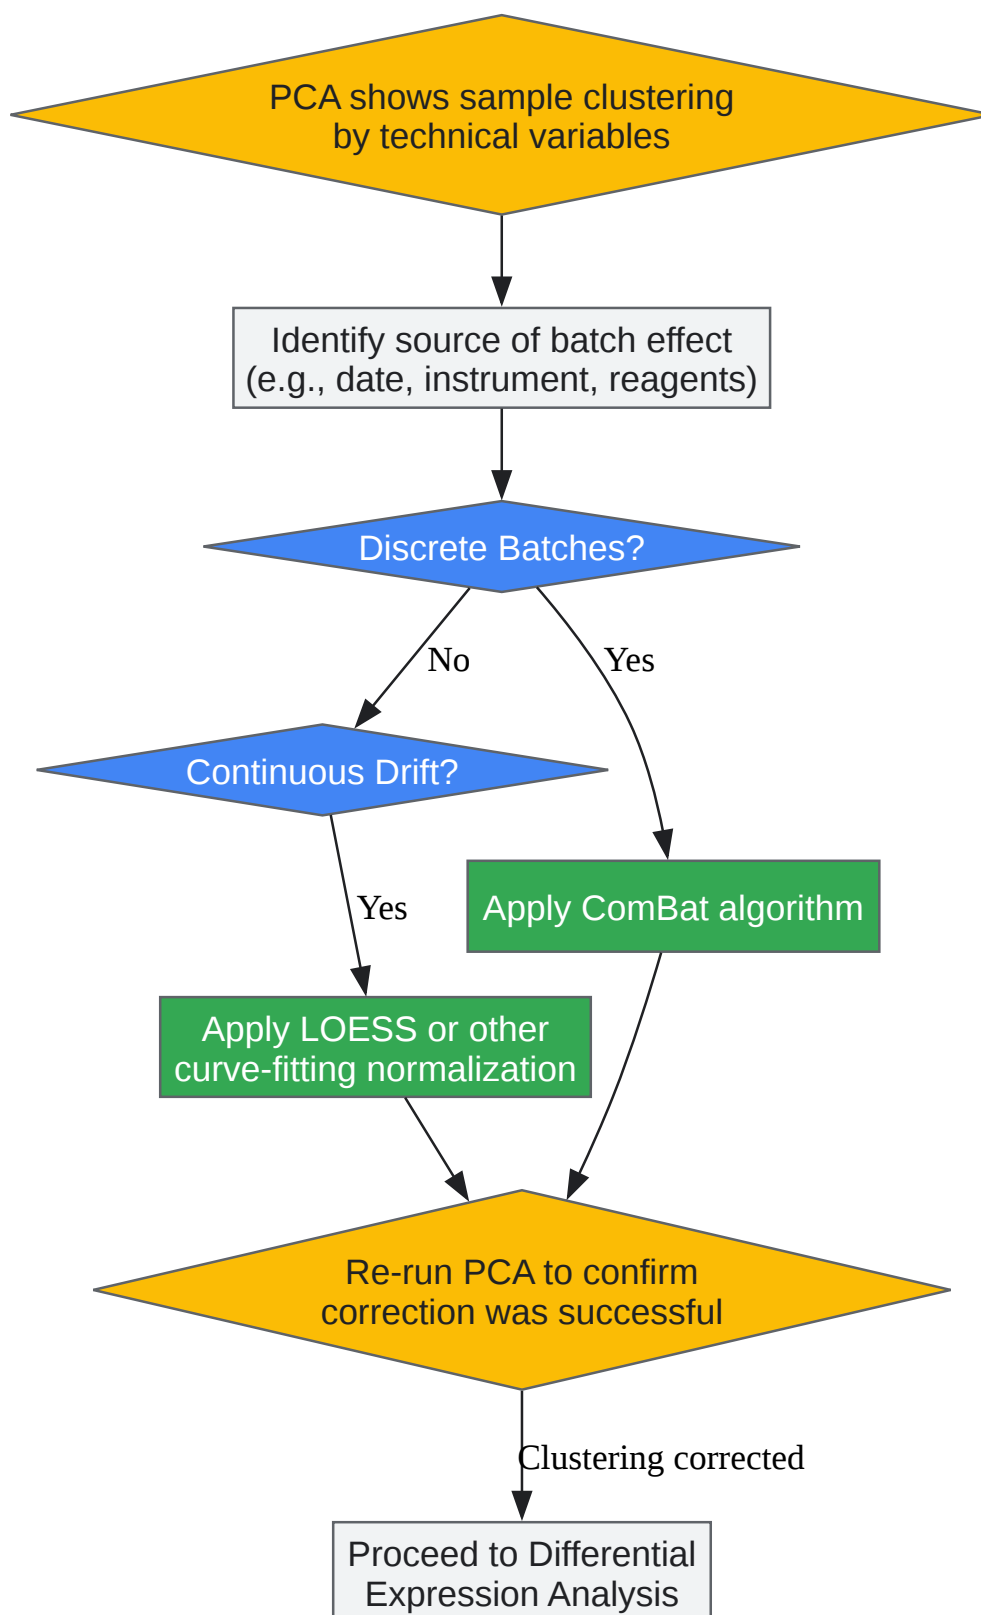 PCA shows sample clustering
by technical variables
Identify source of batch effect
(e.g., date, instrument, reagents)
Discrete Batches?
No
Yes
Continuous Drift?
Yes
Apply ComBat algorithm
Apply LOESS or other
curve-fitting normalization
Re-run PCA to confirm
correction was successful
Clustering corrected
Proceed to Differential
Expression Analysis